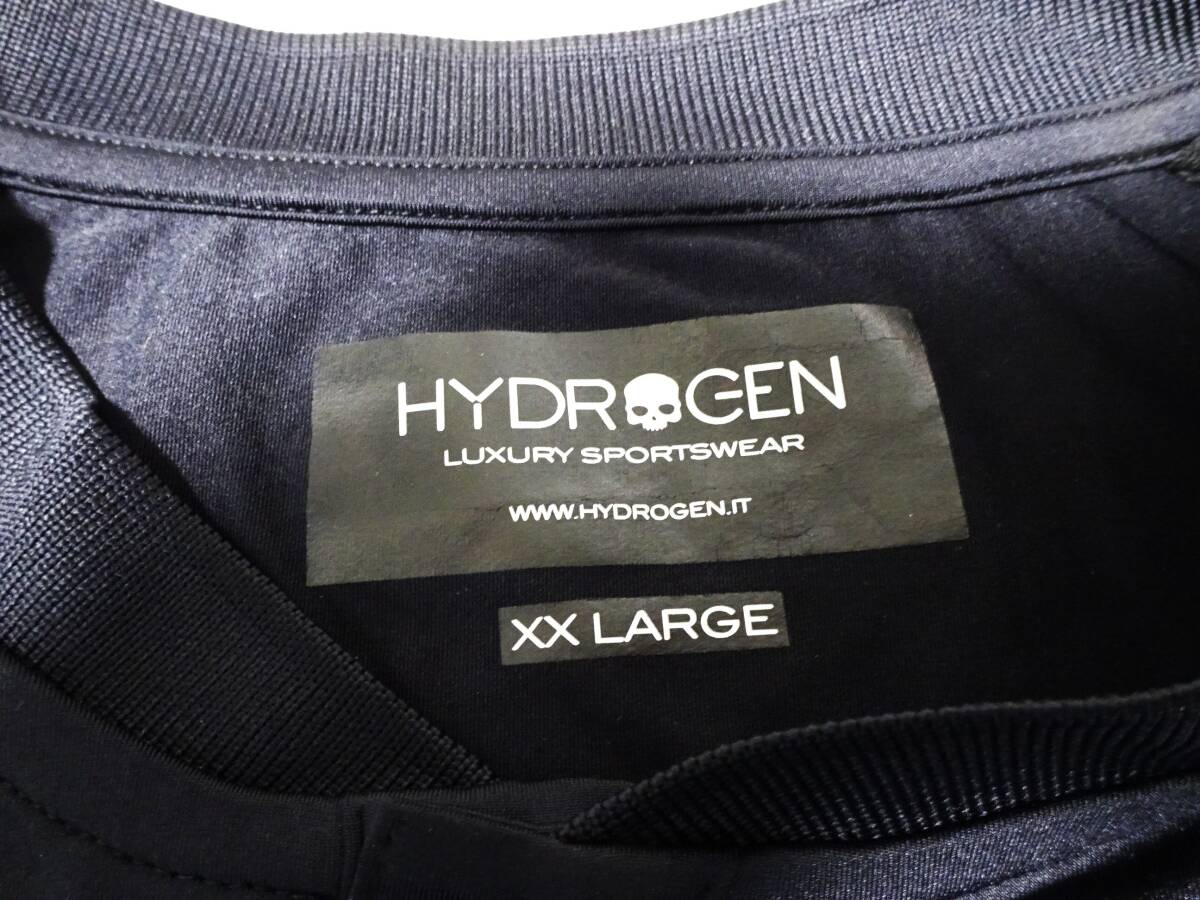 HYDROGEN
LUXURY SPORTSWEAR
WWW.HYDROGEN.IT
XX LARGE